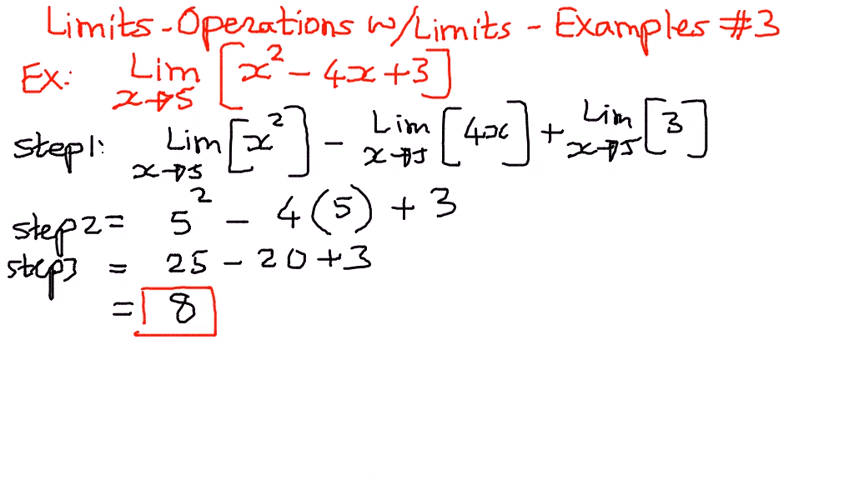 Limits - Operations w/Limits - Examples #3
Ex: Lim x→5 [x² - 4x + 3]
Step1: Lim x→5 [x²] - Lim x→5 [4x] + Lim x→5 [3]
step2 = 5² - 4(5) + 3
step3 = 25 - 20 + 3
= 8